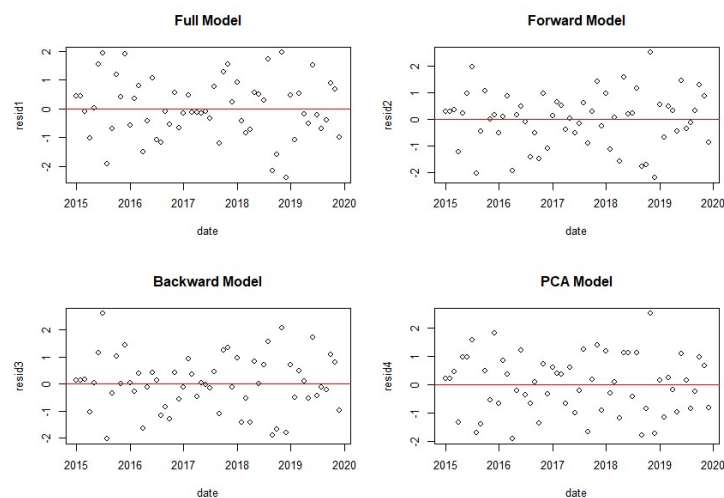 Full Model
resid1
2
1
0
-1
-2
2015 2016 2017 2018 2019 2020
date
Forward Model
resid2
2
1
0
-1
-2
2015 2016 2017 2018 2019 2020
date
Backward Model
resid3
2
1
0
-1
-2
2015 2016 2017 2018 2019 2020
date
PCA Model
resid4
2
1
0
-1
-2
2015 2016 2017 2018 2019 2020
date